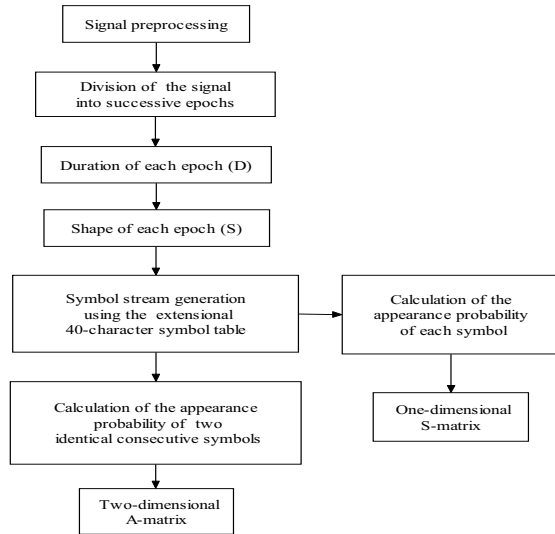 Signal preprocessing
Division of the signal
into successive epochs
Duration of each epoch (D)
Shape of each epoch (S)
Symbol stream generation
using the extensional
40-character symbol table
Calculation of the
appearance probability
of each symbol
Calculation of the appearance
probability of two
identical consecutive symbols
One-dimensional
S-matrix
Two-dimensional
A-matrix